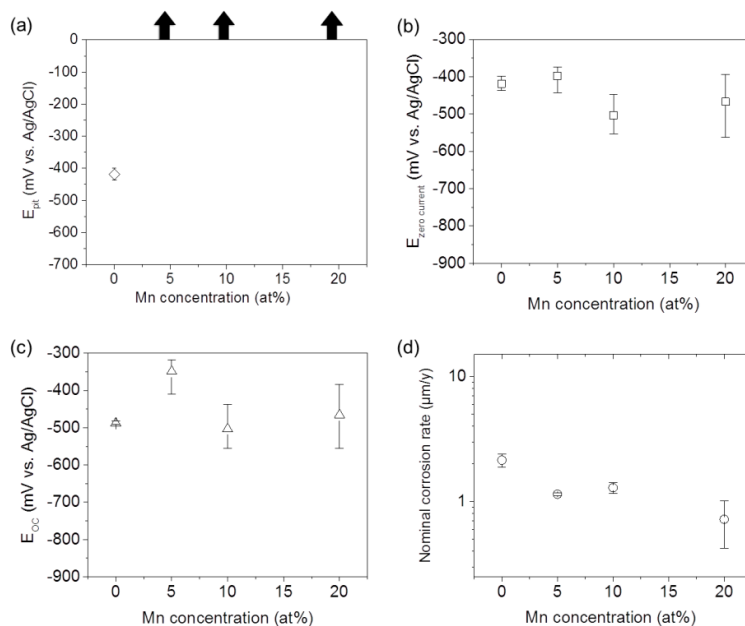 (a)
0
-100
-200
-300
-400
-500
-600
-700
E_pit (mV vs. Ag/AgCl)
0 5 10 15 20
Mn concentration (at%)
(b)
-300
-400
-500
-600
-700
-800
-900
E_zero current (mV vs. Ag/AgCl)
0 5 10 15 20
Mn concentration (at%)
(c)
-300
-400
-500
-600
-700
-800
-900
E_OC (mV vs. Ag/AgCl)
0 5 10 15 20
Mn concentration (at%)
(d)
10
1
Nominal corrosion rate (µm/y)
0 5 10 15 20
Mn concentration (at%)